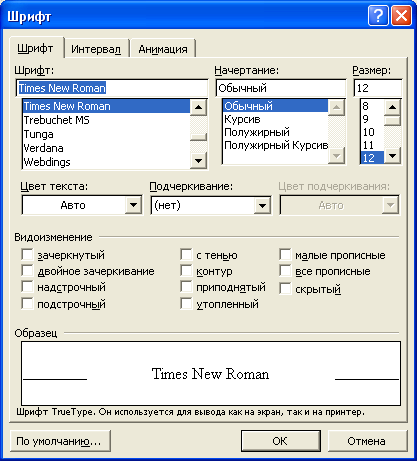 Шрифт
Шрифт Интервал Анимация
Шрифт: Начертание: Размер:
Times New Roman Обычный 12
Times New Roman Обычный 8
Trebuchet MS Курсив 9
Tunga Полужирный 10
Verdana Полужирный Курсив 11
Webdings 12
Цвет текста: Подчеркивание: Цвет подчеркивания:
Авто (нет) Авто
Видоизменение
зачеркнутый с тенью малые прописные
двойное зачеркивание контур все прописные
надстрочный приподнятый скрытый
подстрочный утопленный
Образец
Times New Roman
Шрифт TrueType. Он используется для вывода как на экран, так и на принтер.
По умолчанию... ОК Отмена